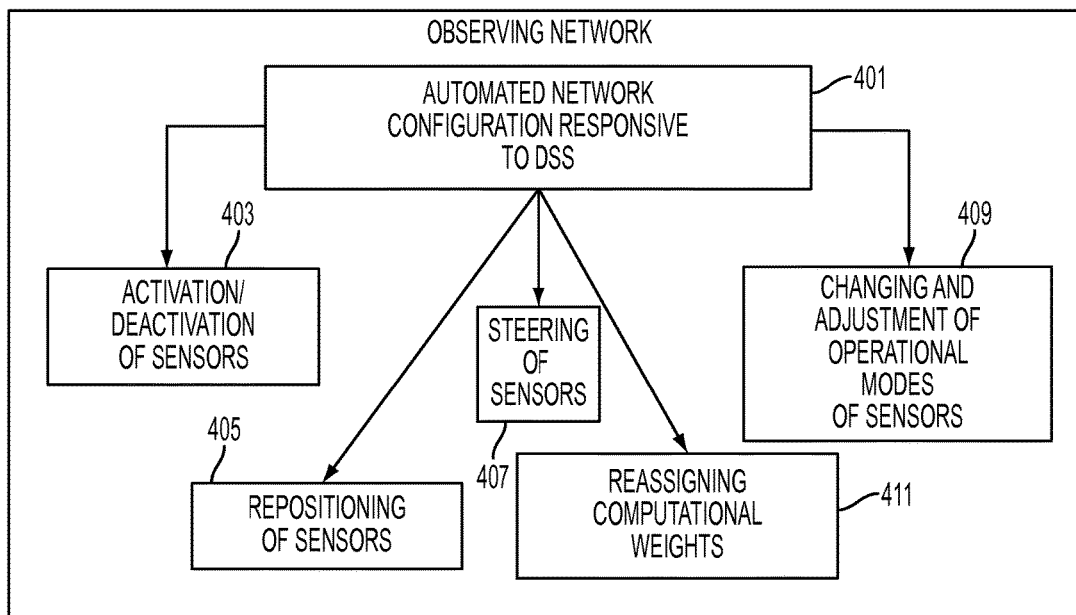 OBSERVING NETWORK
AUTOMATED NETWORK
CONFIGURATION RESPONSIVE
TO DSS
401
403
ACTIVATION/
DEACTIVATION
OF SENSORS
409
CHANGING AND
ADJUSTMENT OF
OPERATIONAL
MODES
OF SENSORS
STEERING
OF
SENSORS
407
405
REPOSITIONING
OF SENSORS
REASSIGNING
COMPUTATIONAL
WEIGHTS
411